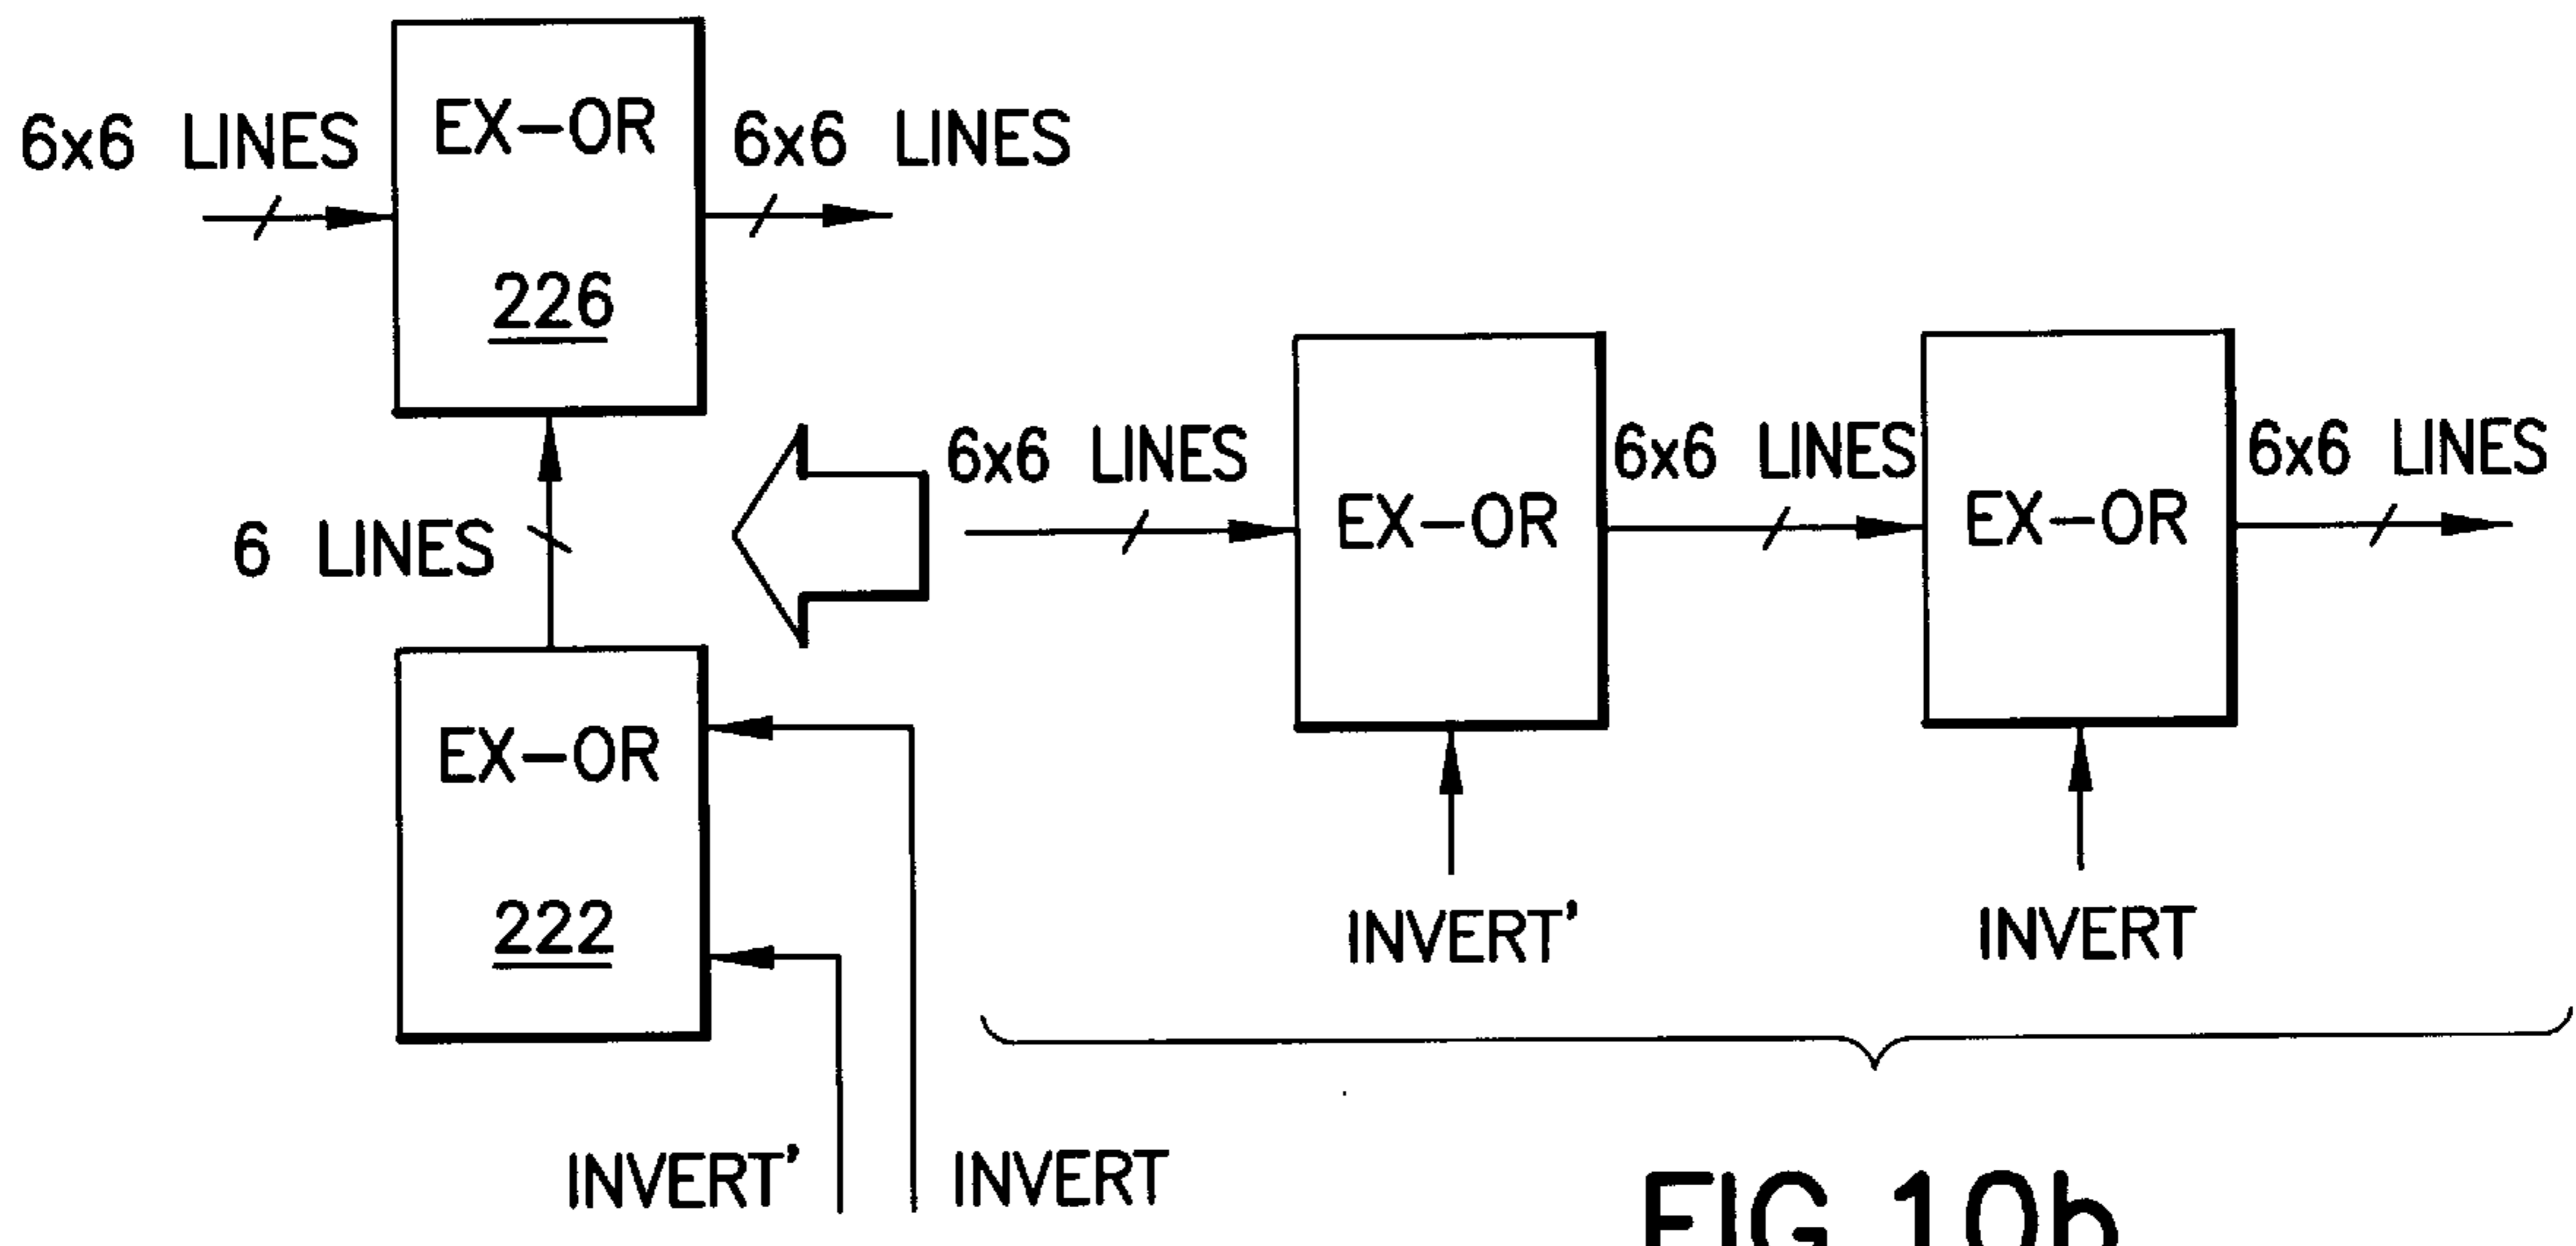 EX-OR
6x6 LINES
6x6 LINES
226
6 LINES
EX-OR
222
INVERT'
INVERT
6x6 LINES
EX-OR
6x6 LINES
EX-OR
6x6 LINES
INVERT'
INVERT
FIG.10b